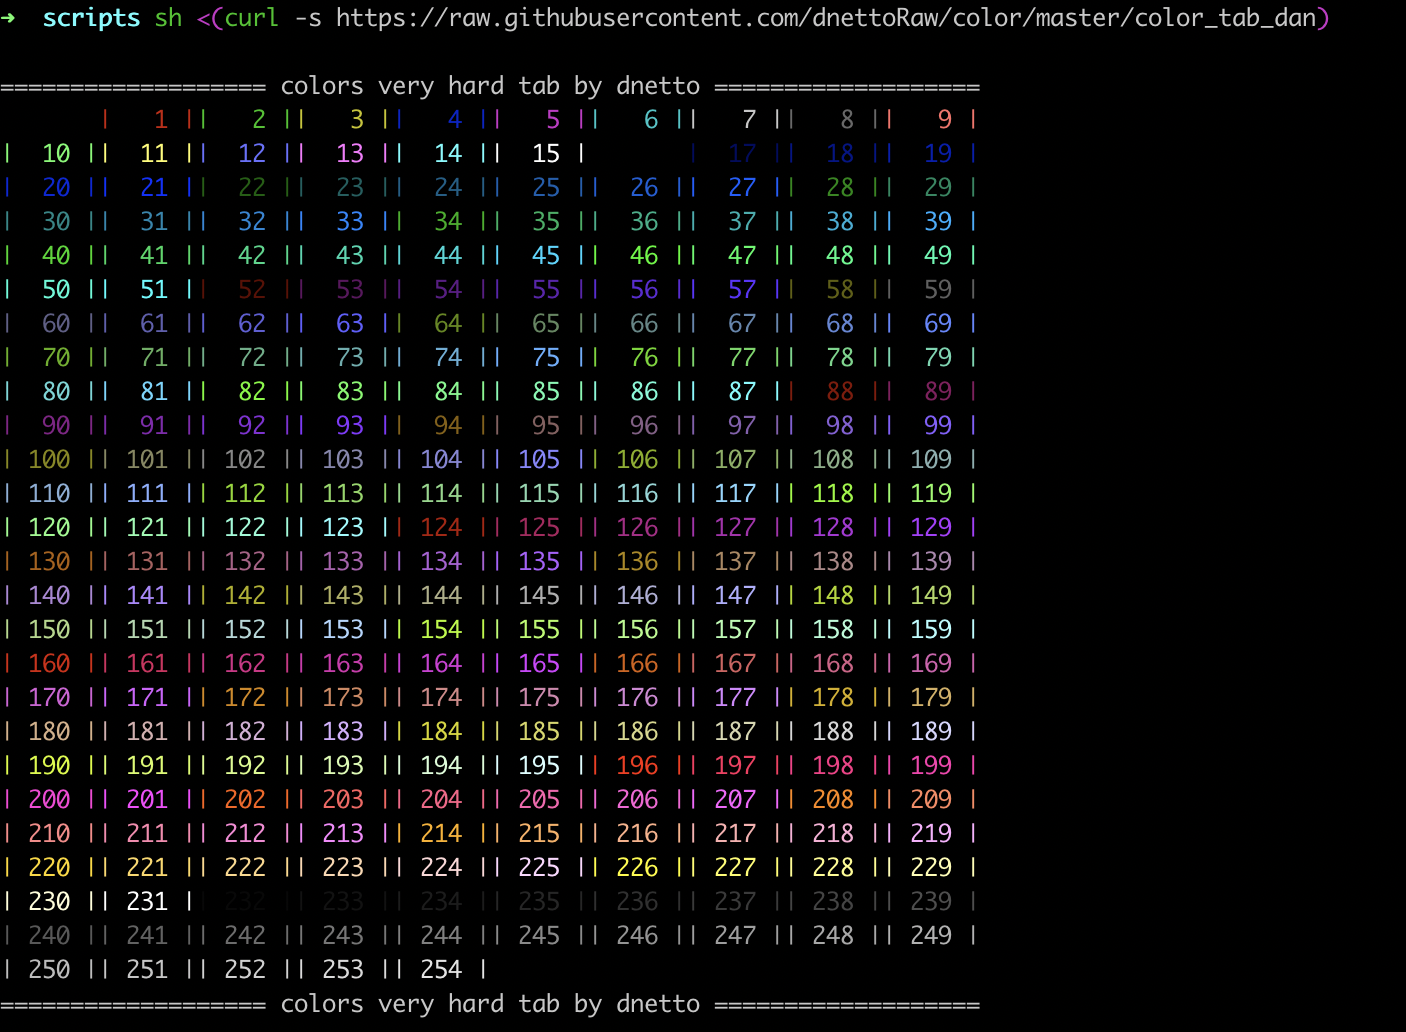 ➜ scripts sh <(curl -s https://raw.githubusercontent.com/dnettoRaw/color/master/color_tab_dan)
=================== colors very hard tab by dnetto ===================
| 1 || 2 || 3 || 4 || 5 || 6 || 7 || 8 || 9 |
| 10 || 11 || 12 || 13 || 14 || 15 | | 17 || 18 || 19 |
| 20 || 21 || 22 || 23 || 24 || 25 || 26 || 27 || 28 || 29 |
| 30 || 31 || 32 || 33 || 34 || 35 || 36 || 37 || 38 || 39 |
| 40 || 41 || 42 || 43 || 44 || 45 || 46 || 47 || 48 || 49 |
| 50 || 51 || 52 || 53 || 54 || 55 || 56 || 57 || 58 || 59 |
| 60 || 61 || 62 || 63 || 64 || 65 || 66 || 67 || 68 || 69 |
| 70 || 71 || 72 || 73 || 74 || 75 || 76 || 77 || 78 || 79 |
| 80 || 81 || 82 || 83 || 84 || 85 || 86 || 87 || 88 || 89 |
| 90 || 91 || 92 || 93 || 94 || 95 || 96 || 97 || 98 || 99 |
| 100 || 101 || 102 || 103 || 104 || 105 || 106 || 107 || 108 || 109 |
| 110 || 111 || 112 || 113 || 114 || 115 || 116 || 117 || 118 || 119 |
| 120 || 121 || 122 || 123 || 124 || 125 || 126 || 127 || 128 || 129 |
| 130 || 131 || 132 || 133 || 134 || 135 || 136 || 137 || 138 || 139 |
| 140 || 141 || 142 || 143 || 144 || 145 || 146 || 147 || 148 || 149 |
| 150 || 151 || 152 || 153 || 154 || 155 || 156 || 157 || 158 || 159 |
| 160 || 161 || 162 || 163 || 164 || 165 || 166 || 167 || 168 || 169 |
| 170 || 171 || 172 || 173 || 174 || 175 || 176 || 177 || 178 || 179 |
| 180 || 181 || 182 || 183 || 184 || 185 || 186 || 187 || 188 || 189 |
| 190 || 191 || 192 || 193 || 194 || 195 || 196 || 197 || 198 || 199 |
| 200 || 201 || 202 || 203 || 204 || 205 || 206 || 207 || 208 || 209 |
| 210 || 211 || 212 || 213 || 214 || 215 || 216 || 217 || 218 || 219 |
| 220 || 221 || 222 || 223 || 224 || 225 || 226 || 227 || 228 || 229 |
| 230 || 231 || 232 || 233 || 234 || 235 || 236 || 237 || 238 || 239 |
| 240 || 241 || 242 || 243 || 244 || 245 || 246 || 247 || 248 || 249 |
| 250 || 251 || 252 || 253 || 254 |
=================== colors very hard tab by dnetto ===================